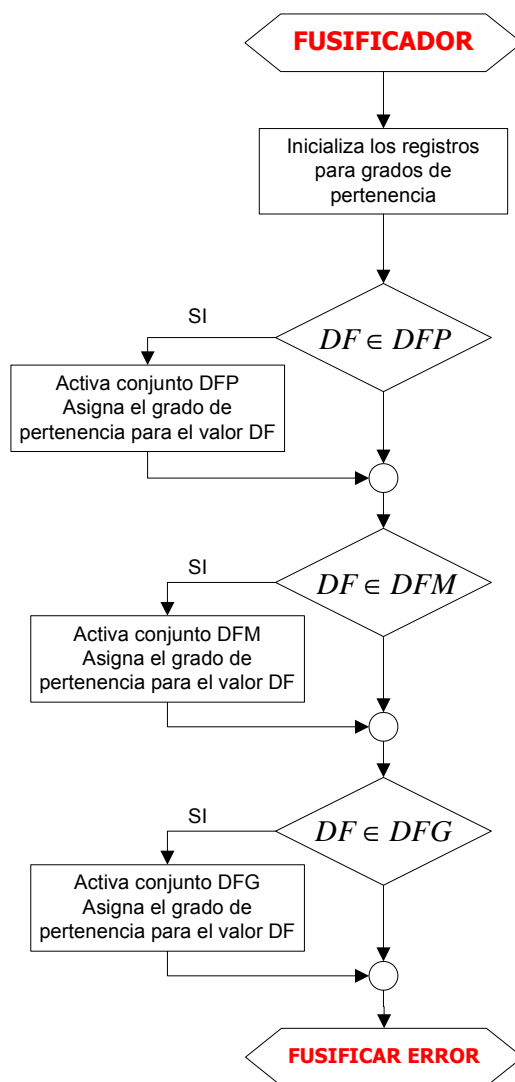 FUSIFICADOR
Inicializa los registros
para grados de
pertenencia
SI
DF ∈ DFP
Activa conjunto DFP
Asigna el grado de
pertenencia para el valor DF
SI
DF ∈ DFM
Activa conjunto DFM
Asigna el grado de
pertenencia para el valor DF
SI
DF ∈ DFG
Activa conjunto DFG
Asigna el grado de
pertenencia para el valor DF
FUSIFICAR ERROR